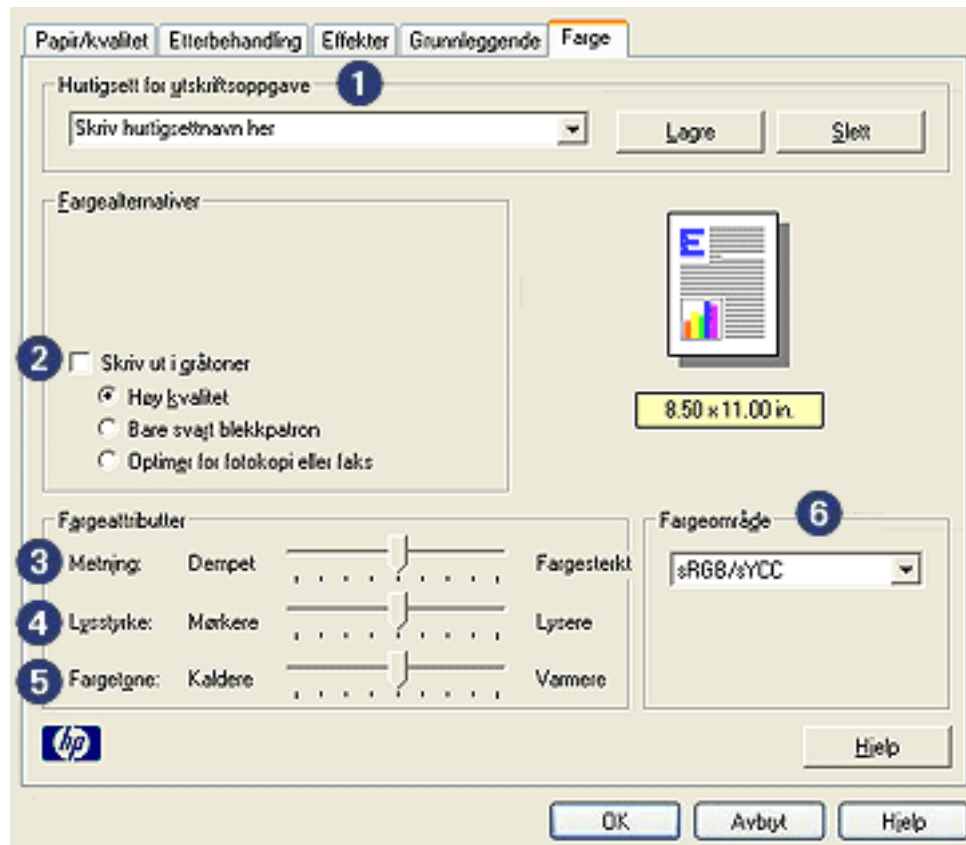 Papir/kvalitet Etterbehandling Effekter Grunnleggende Farge
Hurtigsett for utskriftsoppgave 1
Skriv hurtigsettnavn her Lagre Slett
Fargealternativer
2 Skriv ut i gråtoner
Høy kvalitet
Bare svart blekkpatron
Optimer for fotokopi eller faks
8.50 x 11.00 in.
Fargeattributter
3 Metning: Dempet Fargesterkt
4 Lysstyrke: Mørkere Lysere
5 Fargetone: Kaldere Varmere
Fargeområde 6
sRGB/sYCC
hp Hjelp
OK Avbryt Hjelp